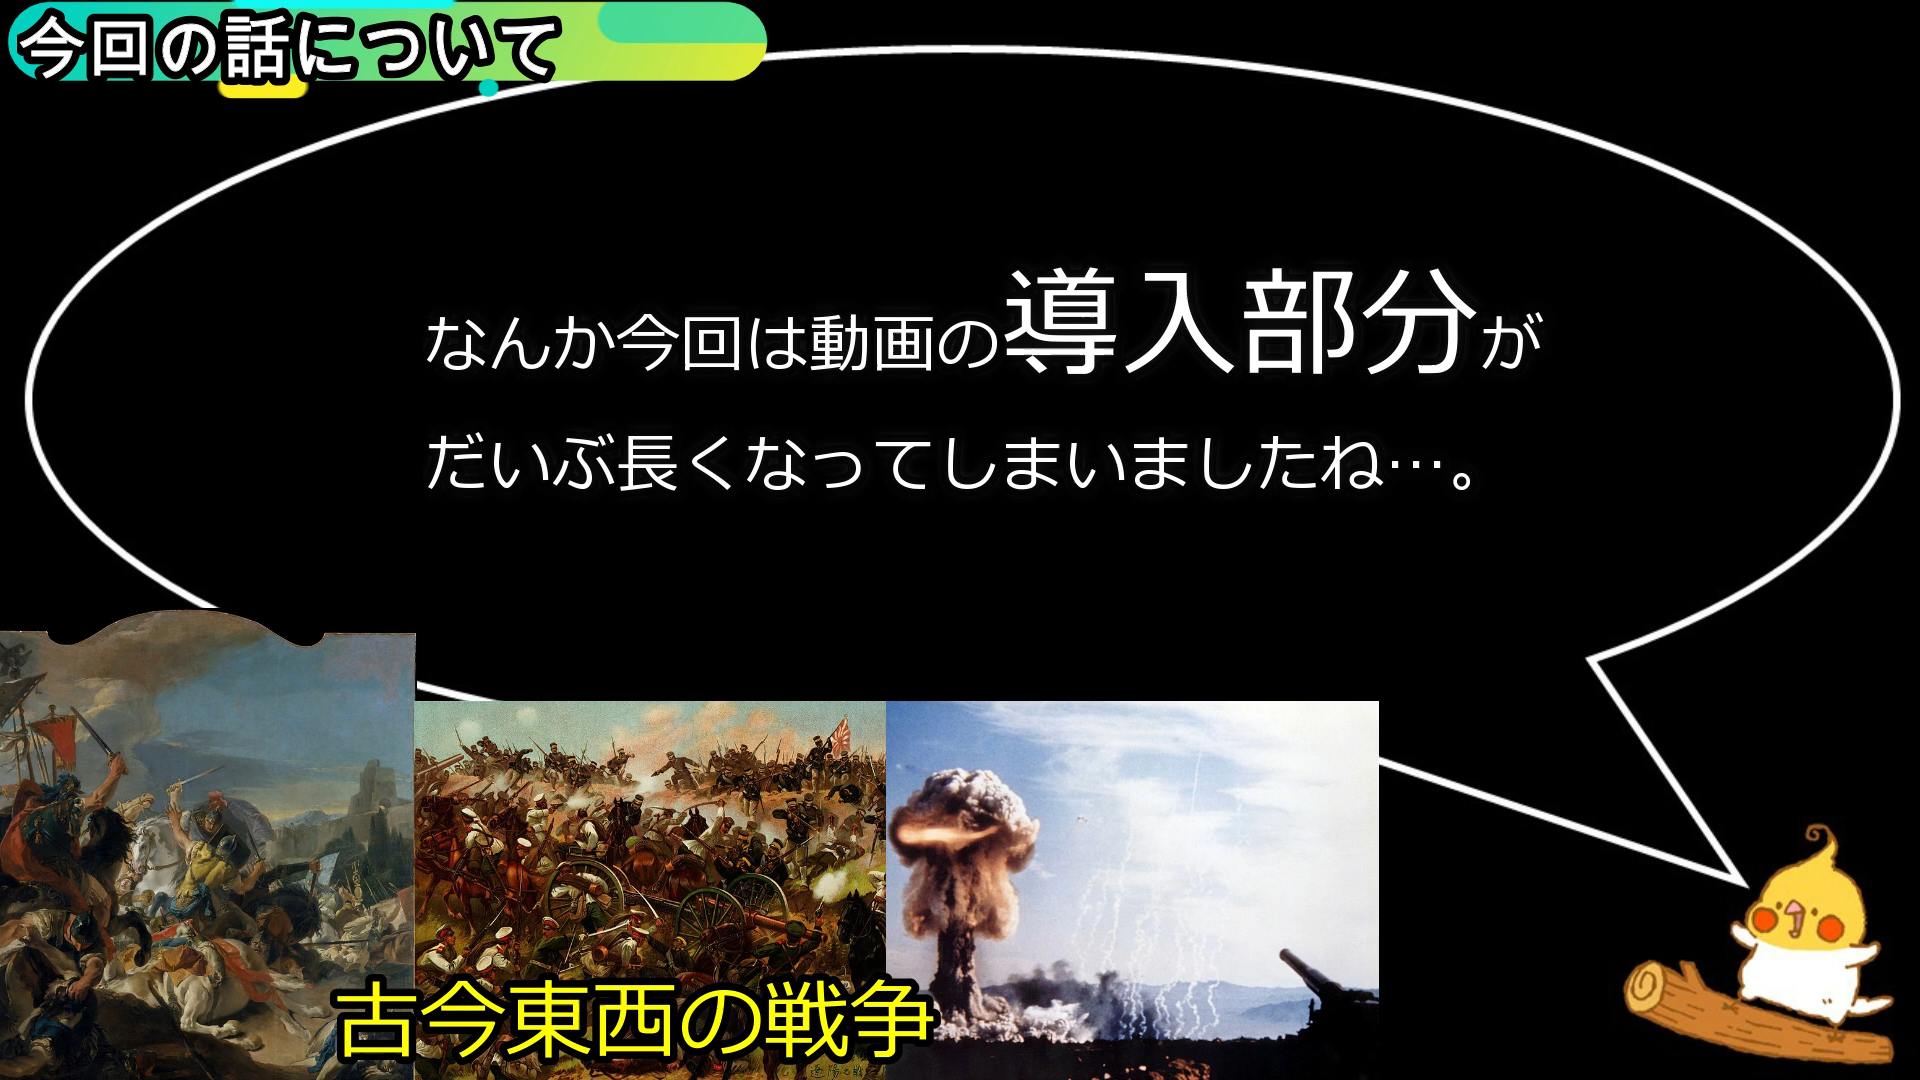 今回の話について
なんか今回は動画の導入部分が
だいぶ長くなってしまいましたね…。
古今東西の戦争